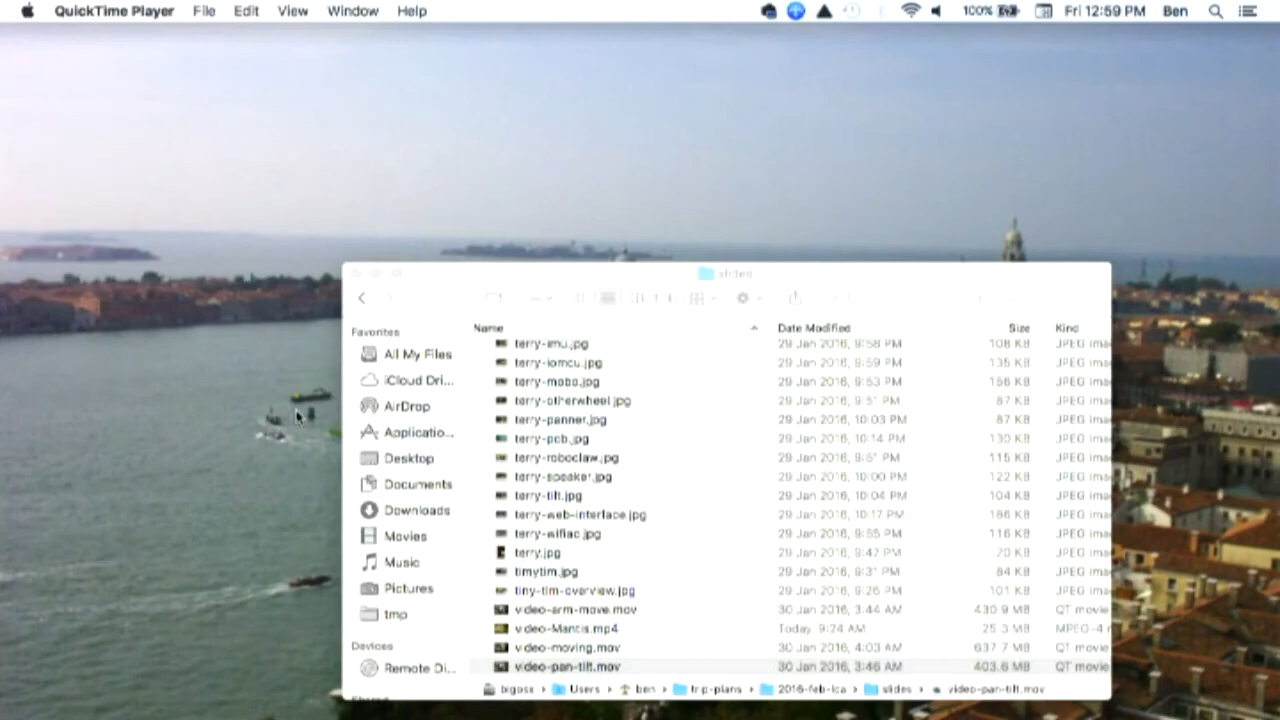 QuickTime Player File Edit View Window Help 100% Fri 12:59 PM Ben
slides
Favorites
All My Files
iCloud Dri...
AirDrop
Applicatio...
Desktop
Documents
Downloads
Movies
Music
Pictures
tmp
Devices
Remote Di...
Name Date Modified Size Kind
terry-imu.jpg 29 Jan 2016, 9:58 PM 108 KB JPEG ima
terry-iomcu.jpg 29 Jan 2016, 9:59 PM 135 KB JPEG ima
terry-mobo.jpg 29 Jan 2016, 9:53 PM 156 KB JPEG ima
terry-otherwheel.jpg 29 Jan 2016, 9:51 PM 87 KB JPEG ima
terry-panner.jpg 29 Jan 2016, 10:03 PM 87 KB JPEG ima
terry-pcb.jpg 29 Jan 2016, 10:14 PM 130 KB JPEG ima
terry-roboclaw.jpg 29 Jan 2016, 9:51 PM 115 KB JPEG ima
terry-speaker.jpg 29 Jan 2016, 10:00 PM 122 KB JPEG ima
terry-tilt.jpg 29 Jan 2016, 10:04 PM 104 KB JPEG ima
terry-web-interface.jpg 29 Jan 2016, 10:17 PM 186 KB JPEG ima
terry-wifiac.jpg 29 Jan 2016, 9:55 PM 116 KB JPEG ima
terry.jpg 29 Jan 2016, 9:47 PM 70 KB JPEG ima
timytim.jpg 29 Jan 2016, 9:31 PM 84 KB JPEG ima
tiny-tim-overview.jpg 29 Jan 2016, 9:26 PM 101 KB JPEG ima
video-arm-move.mov 30 Jan 2016, 3:44 AM 430.9 MB QT movie
video-Mantis.mp4 Today, 9:24 AM 25.3 MB MPEG-4
video-moving.mov 30 Jan 2016, 4:03 AM 637.7 MB QT movie
video-pan-tilt.mov 30 Jan 2016, 3:46 AM 403.6 MB QT movie
Users ben trip-plans 2016-feb-lca slides video-pan-tilt.mov